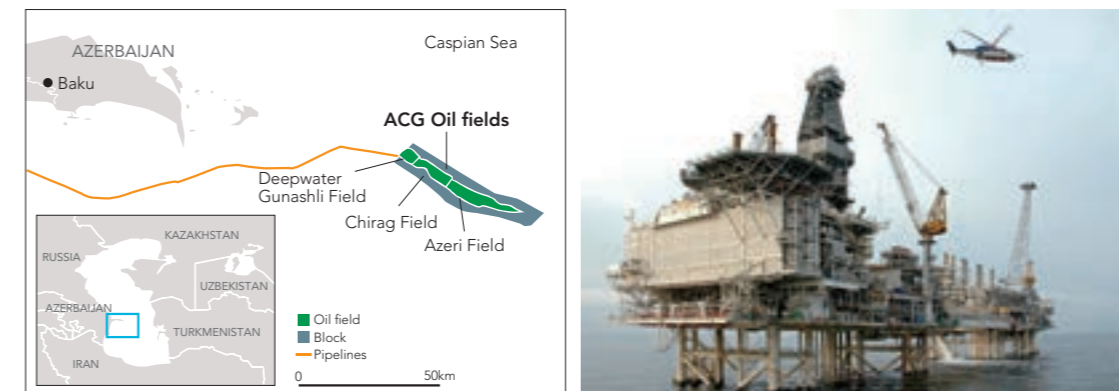 AZERBAIJAN
Caspian Sea
Baku
ACG Oil fields
Deepwater
Gunashli Field
Chirag Field
Azeri Field
KAZAKHSTAN
RUSSIA
UZBEKISTAN
AZERBAIJAN
TURKMENISTAN
IRAN
Oil field
Block
Pipelines
0 50km